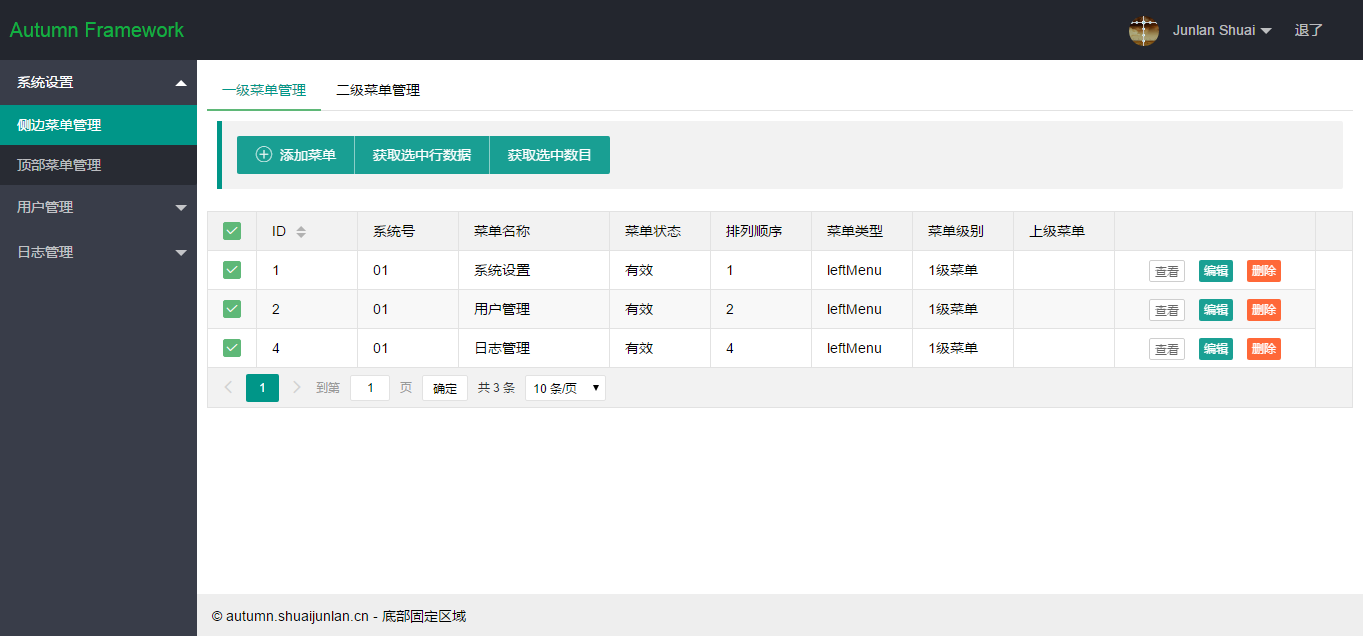 Autumn Framework
Junlan Shuai 退了
系统设置
侧边菜单管理
顶部菜单管理
用户管理
日志管理
一级菜单管理 二级菜单管理
添加菜单 获取选中行数据 获取选中数目
ID 系统号 菜单名称 菜单状态 排列顺序 菜单类型 菜单级别 上级菜单
1 01 系统设置 有效 1 leftMenu 1级菜单 查看 编辑 删除
2 01 用户管理 有效 2 leftMenu 1级菜单 查看 编辑 删除
4 01 日志管理 有效 4 leftMenu 1级菜单 查看 编辑 删除
1 到第 1 页 确定 共 3 条 10 条/页
© autumn.shuaijunlan.cn - 底部固定区域